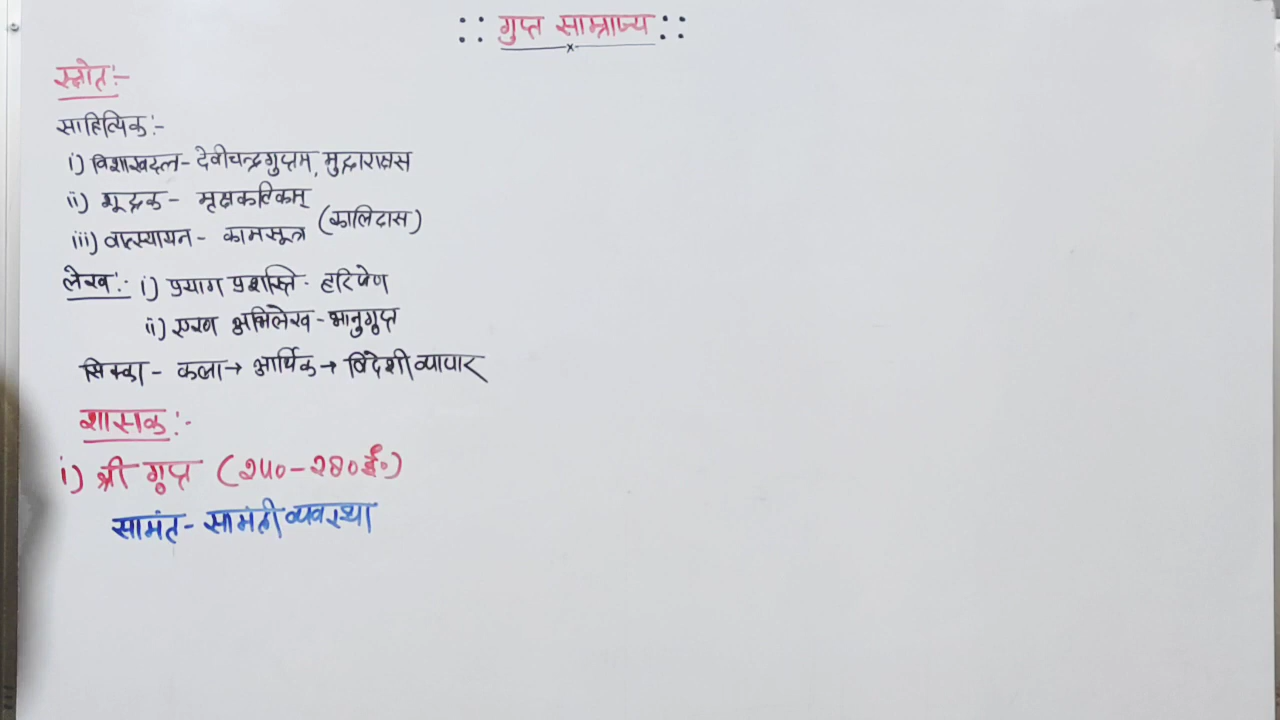 :: गुप्त साम्राज्य ::
स्त्रोत:-
साहित्यिक:-
i) विशाखदत्त - देवीचन्द्रगुप्तम, मुद्राराक्षस
ii) शूद्रक - मृक्षकटिकम्
iii) वात्स्यायन - कामसूत्र (कालिदास)
लेख:- i) प्रयाग प्रशस्ति - हरिषेण
ii) एरण अभिलेख - भानुगुप्त
सिक्का - कला → आर्थिक → विदेशी व्यापार
शासक:-
i) श्री गुप्त (240-280 ई०)
सामंत - सामंती व्यवस्था